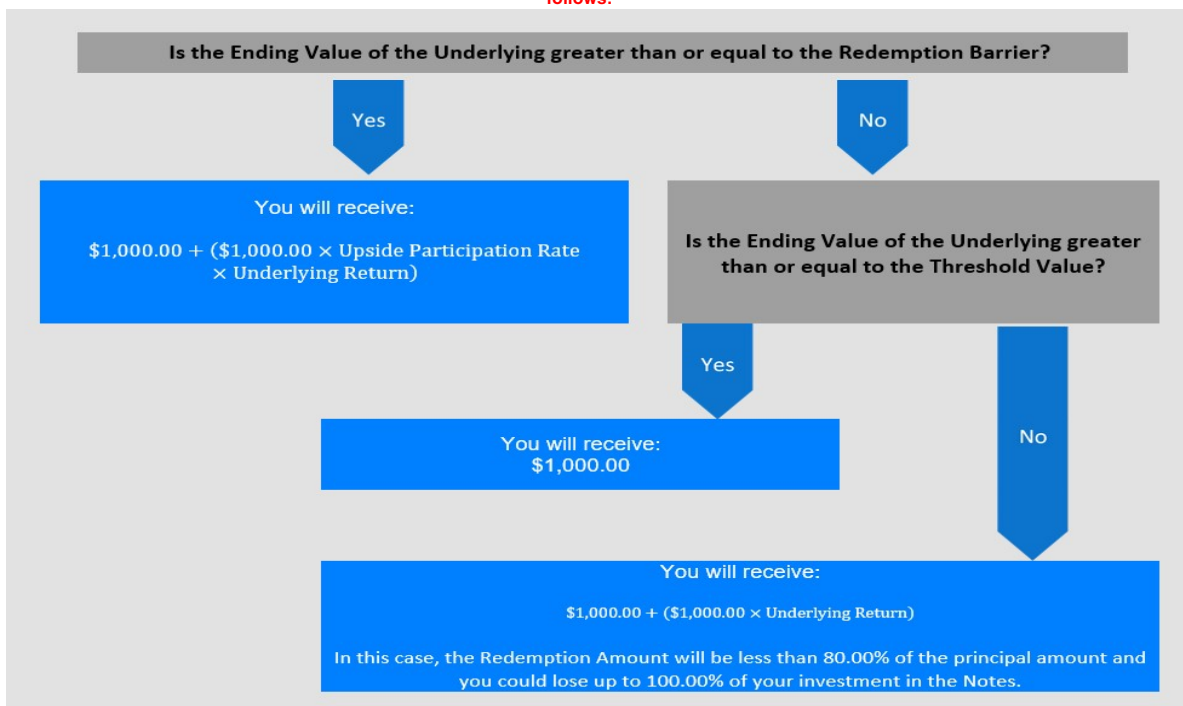 follows:
Is the Ending Value of the Underlying greater than or equal to the Redemption Barrier?
Yes
No
You will receive:
$1,000.00 + ($1,000.00 × Upside Participation Rate
× Underlying Return)
Is the Ending Value of the Underlying greater
than or equal to the Threshold Value?
Yes
No
You will receive:
$1,000.00
You will receive:
$1,000.00 + ($1,000.00 × Underlying Return)
In this case, the Redemption Amount will be less than 80.00% of the principal amount and
you could lose up to 100.00% of your investment in the Notes.